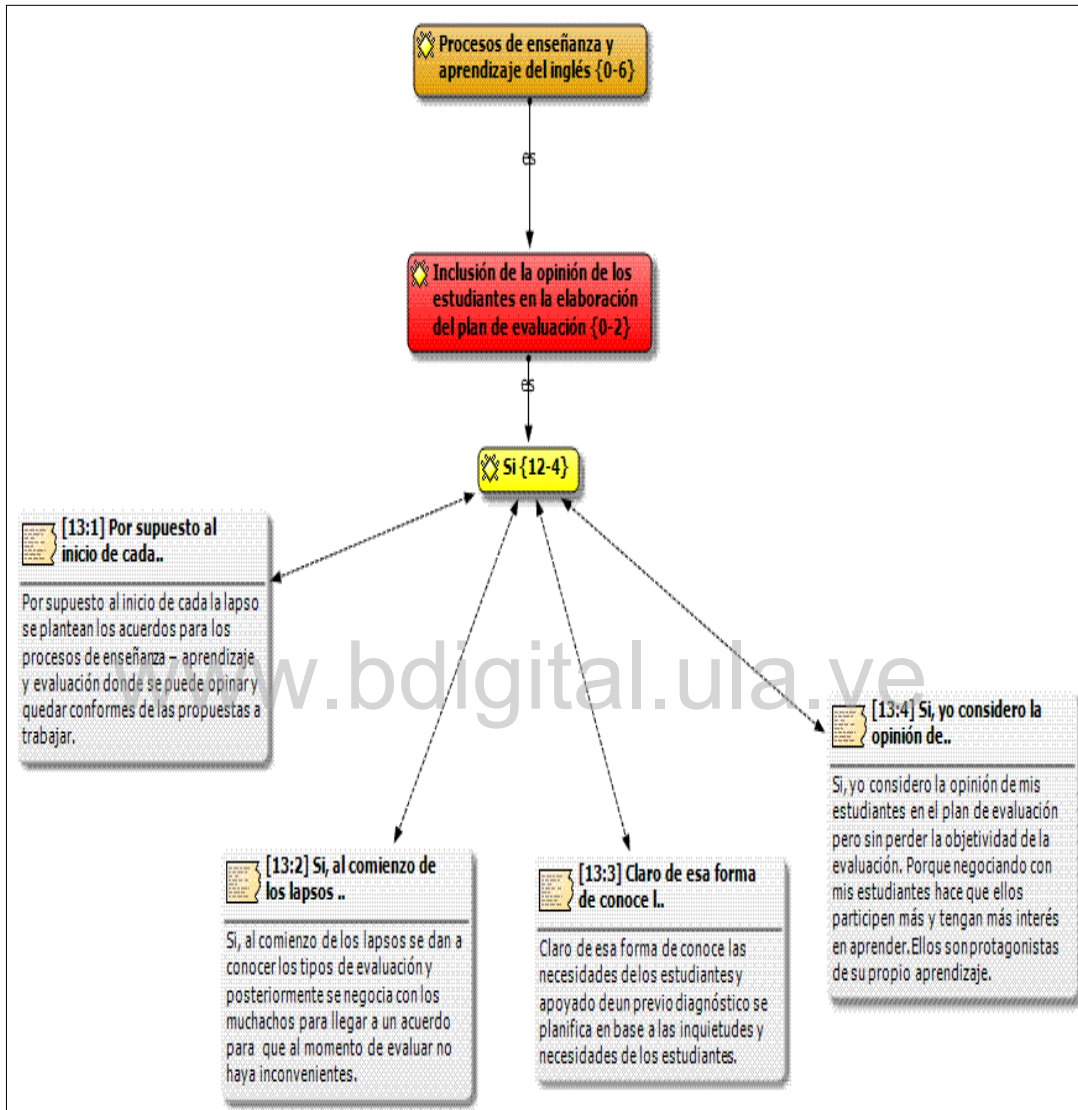 Procesos de enseñanza y
aprendizaje del inglés {0-6}
es
Inclusión de la opinión de los
estudiantes en la elaboración
del plan de evaluación {0-2}
es
Si {12-4}
[13:1] Por supuesto al
inicio de cada..
Por supuesto al inicio de cada la lapso
se plantean los acuerdos para los
procesos de enseñanza – aprendizaje
y evaluación donde se puede opinar y
quedar conformes de las propuestas a
trabajar.
www.bdigital.ula.ve
[13:4] Si, yo considero la
opinión de..
Si, yo considero la opinión de mis
estudiantes en el plan de evaluación
pero sin perder la objetividad de la
evaluación. Porque negociando con
mis estudiantes hace que ellos
participen más y tengan más interés
en aprender. Ellos son protagonistas
de su propio aprendizaje.
[13:2] Si, al comienzo de
los lapsos ..
Si, al comienzo de los lapsos se dan a
conocer los tipos de evaluación y
posteriormente se negocia con los
muchachos para llegar a un acuerdo
para que al momento de evaluar no
haya inconvenientes.
[13:3] Claro de esa forma
de conoce l..
Claro de esa forma de conoce las
necesidades de los estudiantes y
apoyado de un previo diagnóstico se
planifica en base a las inquietudes y
necesidades de los estudiantes.